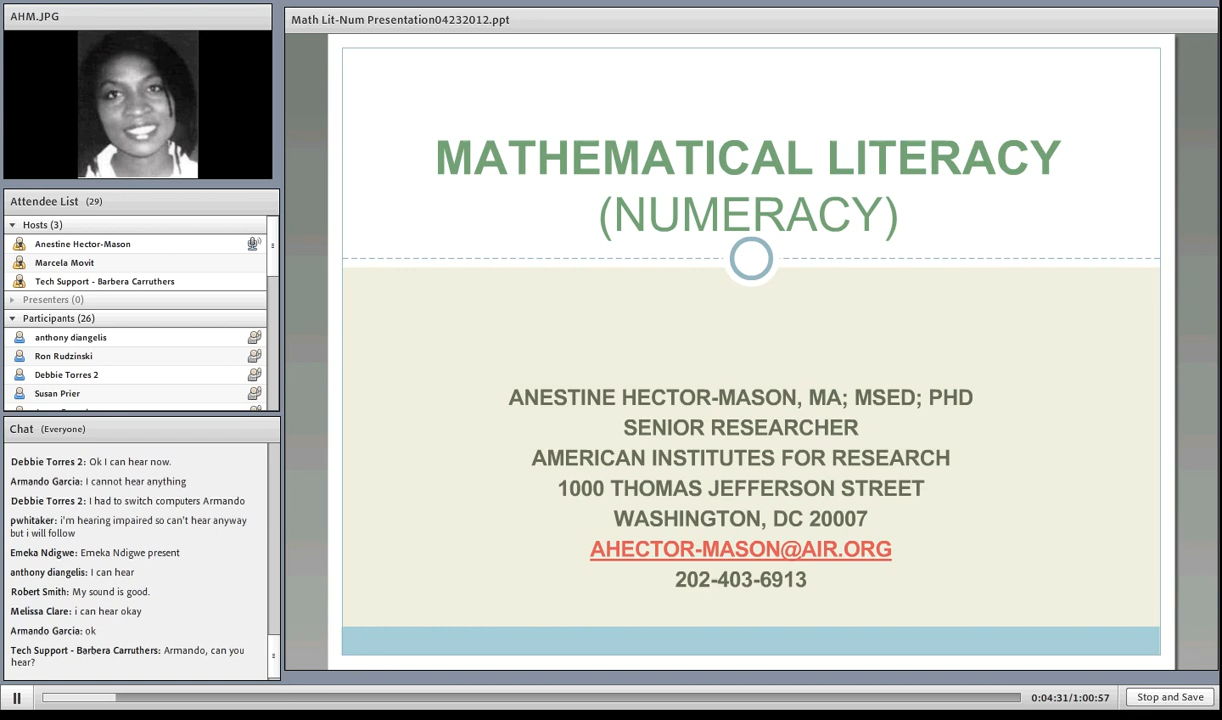 AHM.JPG
Attendee List (29)
Hosts (3)
Anestine Hector-Mason
Marcela Movit
Tech Support - Barbera Carruthers
Presenters (0)
Participants (26)
anthony diangelis
Ron Rudzinski
Debbie Torres 2
Susan Prier
Chat (Everyone)
Debbie Torres 2: Ok I can hear now.
Armando Garcia: I cannot hear anything
Debbie Torres 2: I had to switch computers Armando
pwhitaker: i'm hearing impaired so can't hear anyway
but i will follow
Emeka Ndigwe: Emeka Ndigwe present
anthony diangelis: I can hear
Robert Smith: My sound is good.
Melissa Clare: i can hear okay
Armando Garcia: ok
Tech Support - Barbera Carruthers: Armando, can you
hear?
Math Lit-Num Presentation04232012.ppt
MATHEMATICAL LITERACY
(NUMERACY)
ANESTINE HECTOR-MASON, MA; MSED; PHD
SENIOR RESEARCHER
AMERICAN INSTITUTES FOR RESEARCH
1000 THOMAS JEFFERSON STREET
WASHINGTON, DC 20007
AHECTOR-MASON@AIR.ORG
202-403-6913
0:04:31/1:00:57
Stop and Save